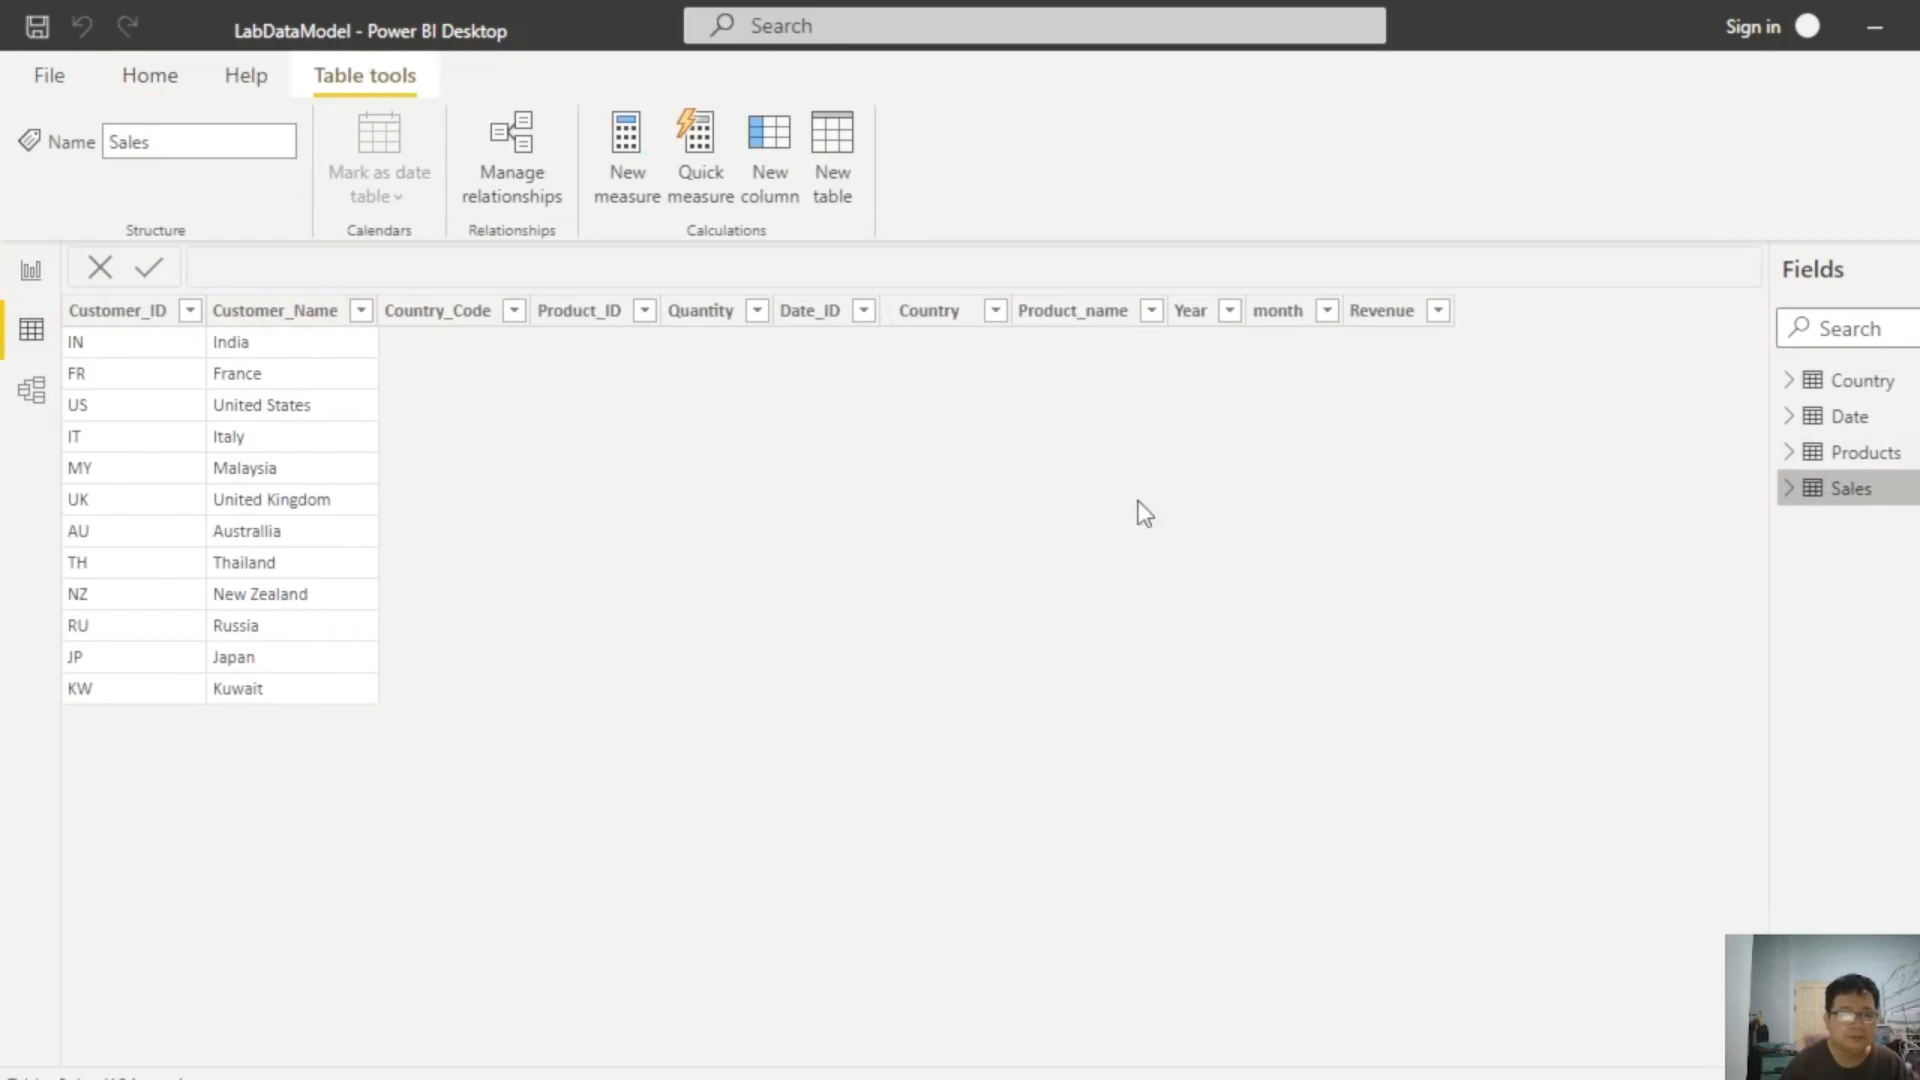 LabDataModel - Power BI Desktop
Search
Sign in
File
Home
Help
Table tools
Name
Sales
Mark as date table
Manage relationships
New measure
Quick measure
New column
New table
Structure
Calendars
Relationships
Calculations
Customer_ID Customer_Name Country_Code Product_ID Quantity Date_ID Country Product_name Year month Revenue
IN India
FR France
US United States
IT Italy
MY Malaysia
UK United Kingdom
AU Australlia
TH Thailand
NZ New Zealand
RU Russia
JP Japan
KW Kuwait
Fields
Search
Country
Date
Products
Sales